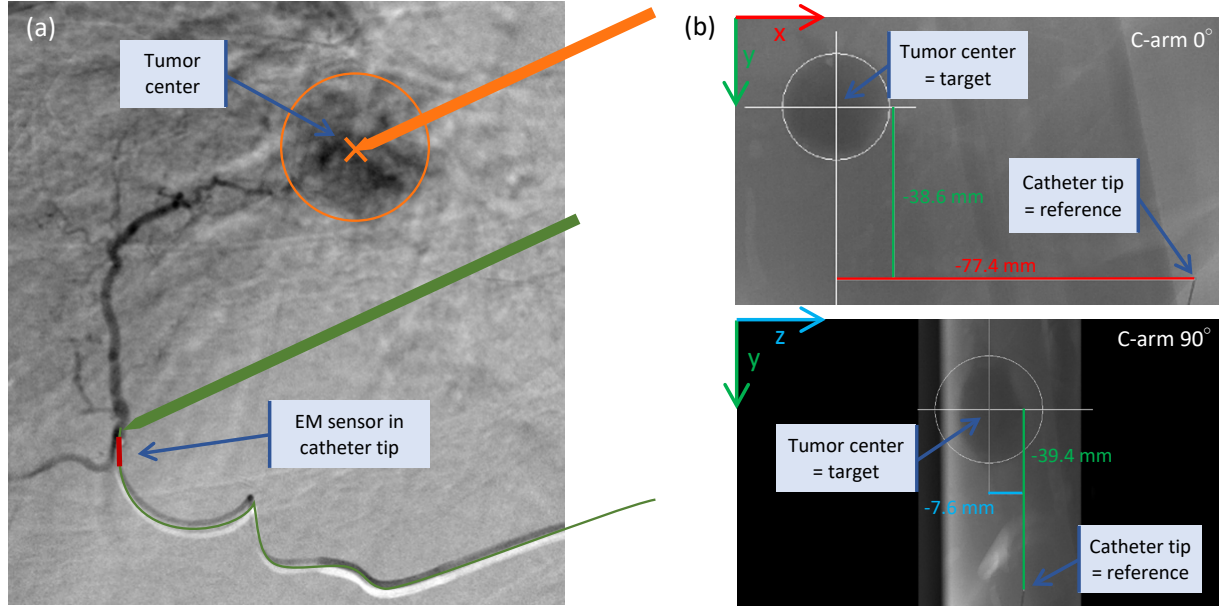 (a)
Tumor
center
EM sensor in
catheter tip
(b)
x
y
C-arm 0°
Tumor center
= target
Catheter tip
= reference
-38.6 mm
-77.4 mm
z
y
C-arm 90°
Tumor center
= target
-39.4 mm
-7.6 mm
Catheter tip
= reference